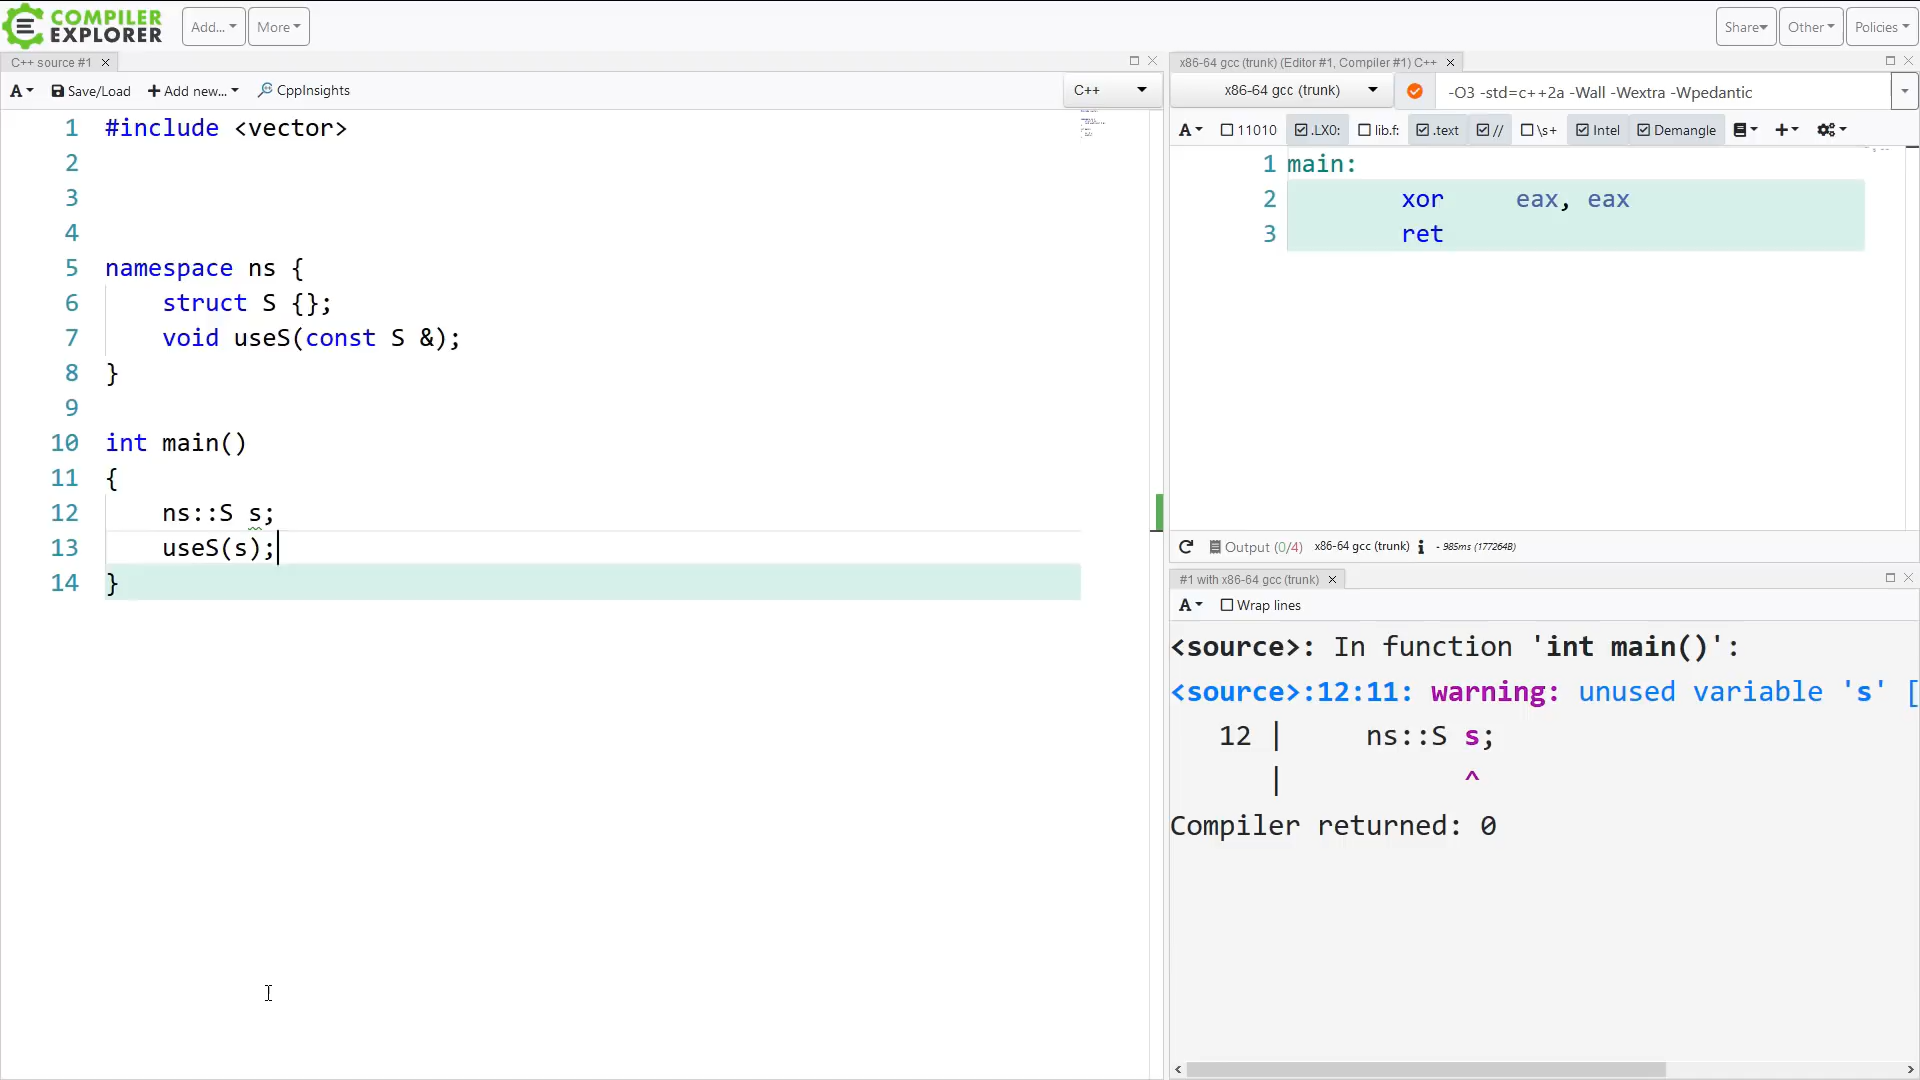 COMPILER
EXPLORER
Add...
More
Share
Other
Policies
C++ source #1
A
Save/Load
Add new...
CppInsights
C++
1 #include <vector>
2
3
4
5 namespace ns {
6 struct S {};
7 void useS(const S &);
8 }
9
10 int main()
11 {
12 ns::S s;
13 useS(s);
14 }
x86-64 gcc (trunk) (Editor #1, Compiler #1) C++
x86-64 gcc (trunk)
-O3 -std=c++2a -Wall -Wextra -Wpedantic
A
11010
.LX0:
lib.f:
.text
//
\s+
Intel
Demangle
1 main:
2 xor eax, eax
3 ret
Output (0/4) x86-64 gcc (trunk) i - 985ms (177264B)
#1 with x86-64 gcc (trunk)
A
Wrap lines
<source>: In function 'int main()':
<source>:12:11: warning: unused variable 's' [
12 | ns::S s;
| ^
Compiler returned: 0